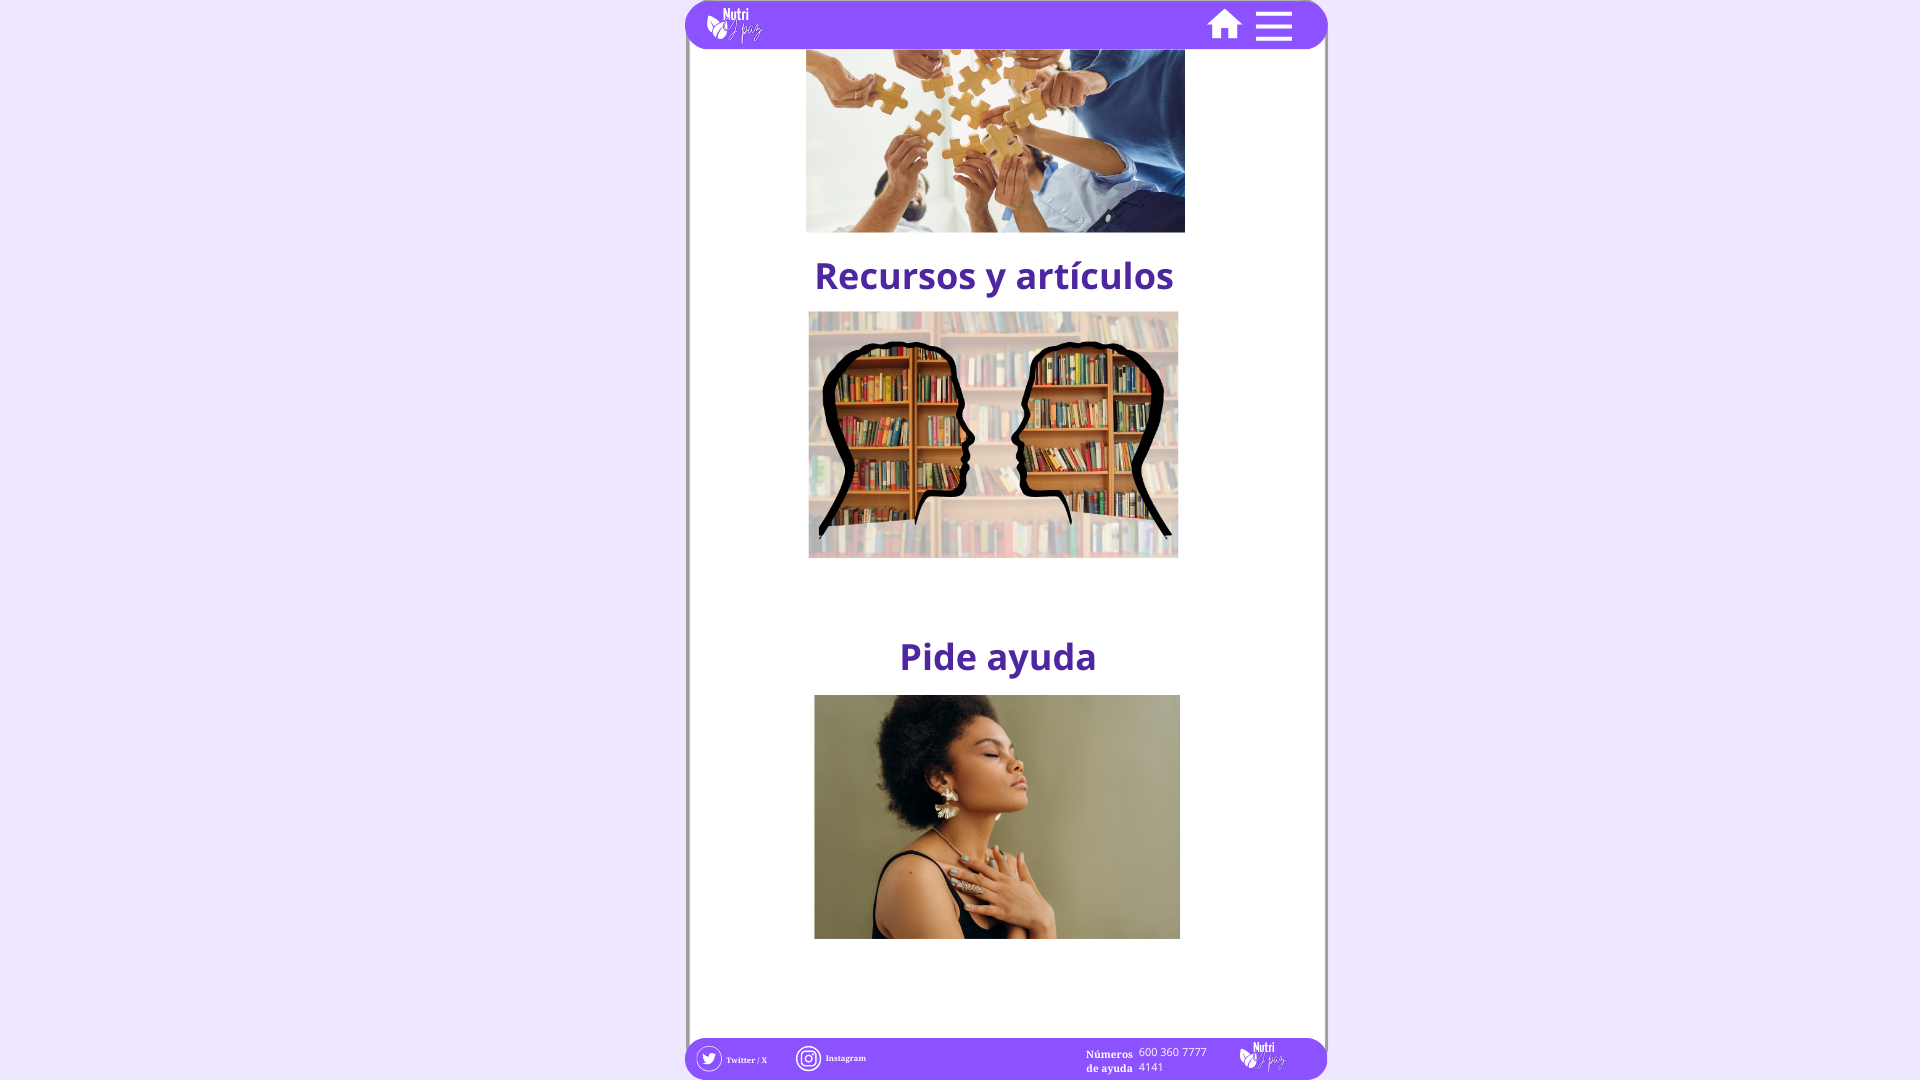 Nutri
y paz
Recursos y artículos
Pide ayuda
Twitter / X
Instagram
Números
de ayuda
600 360 7777
4141
Nutri
y paz